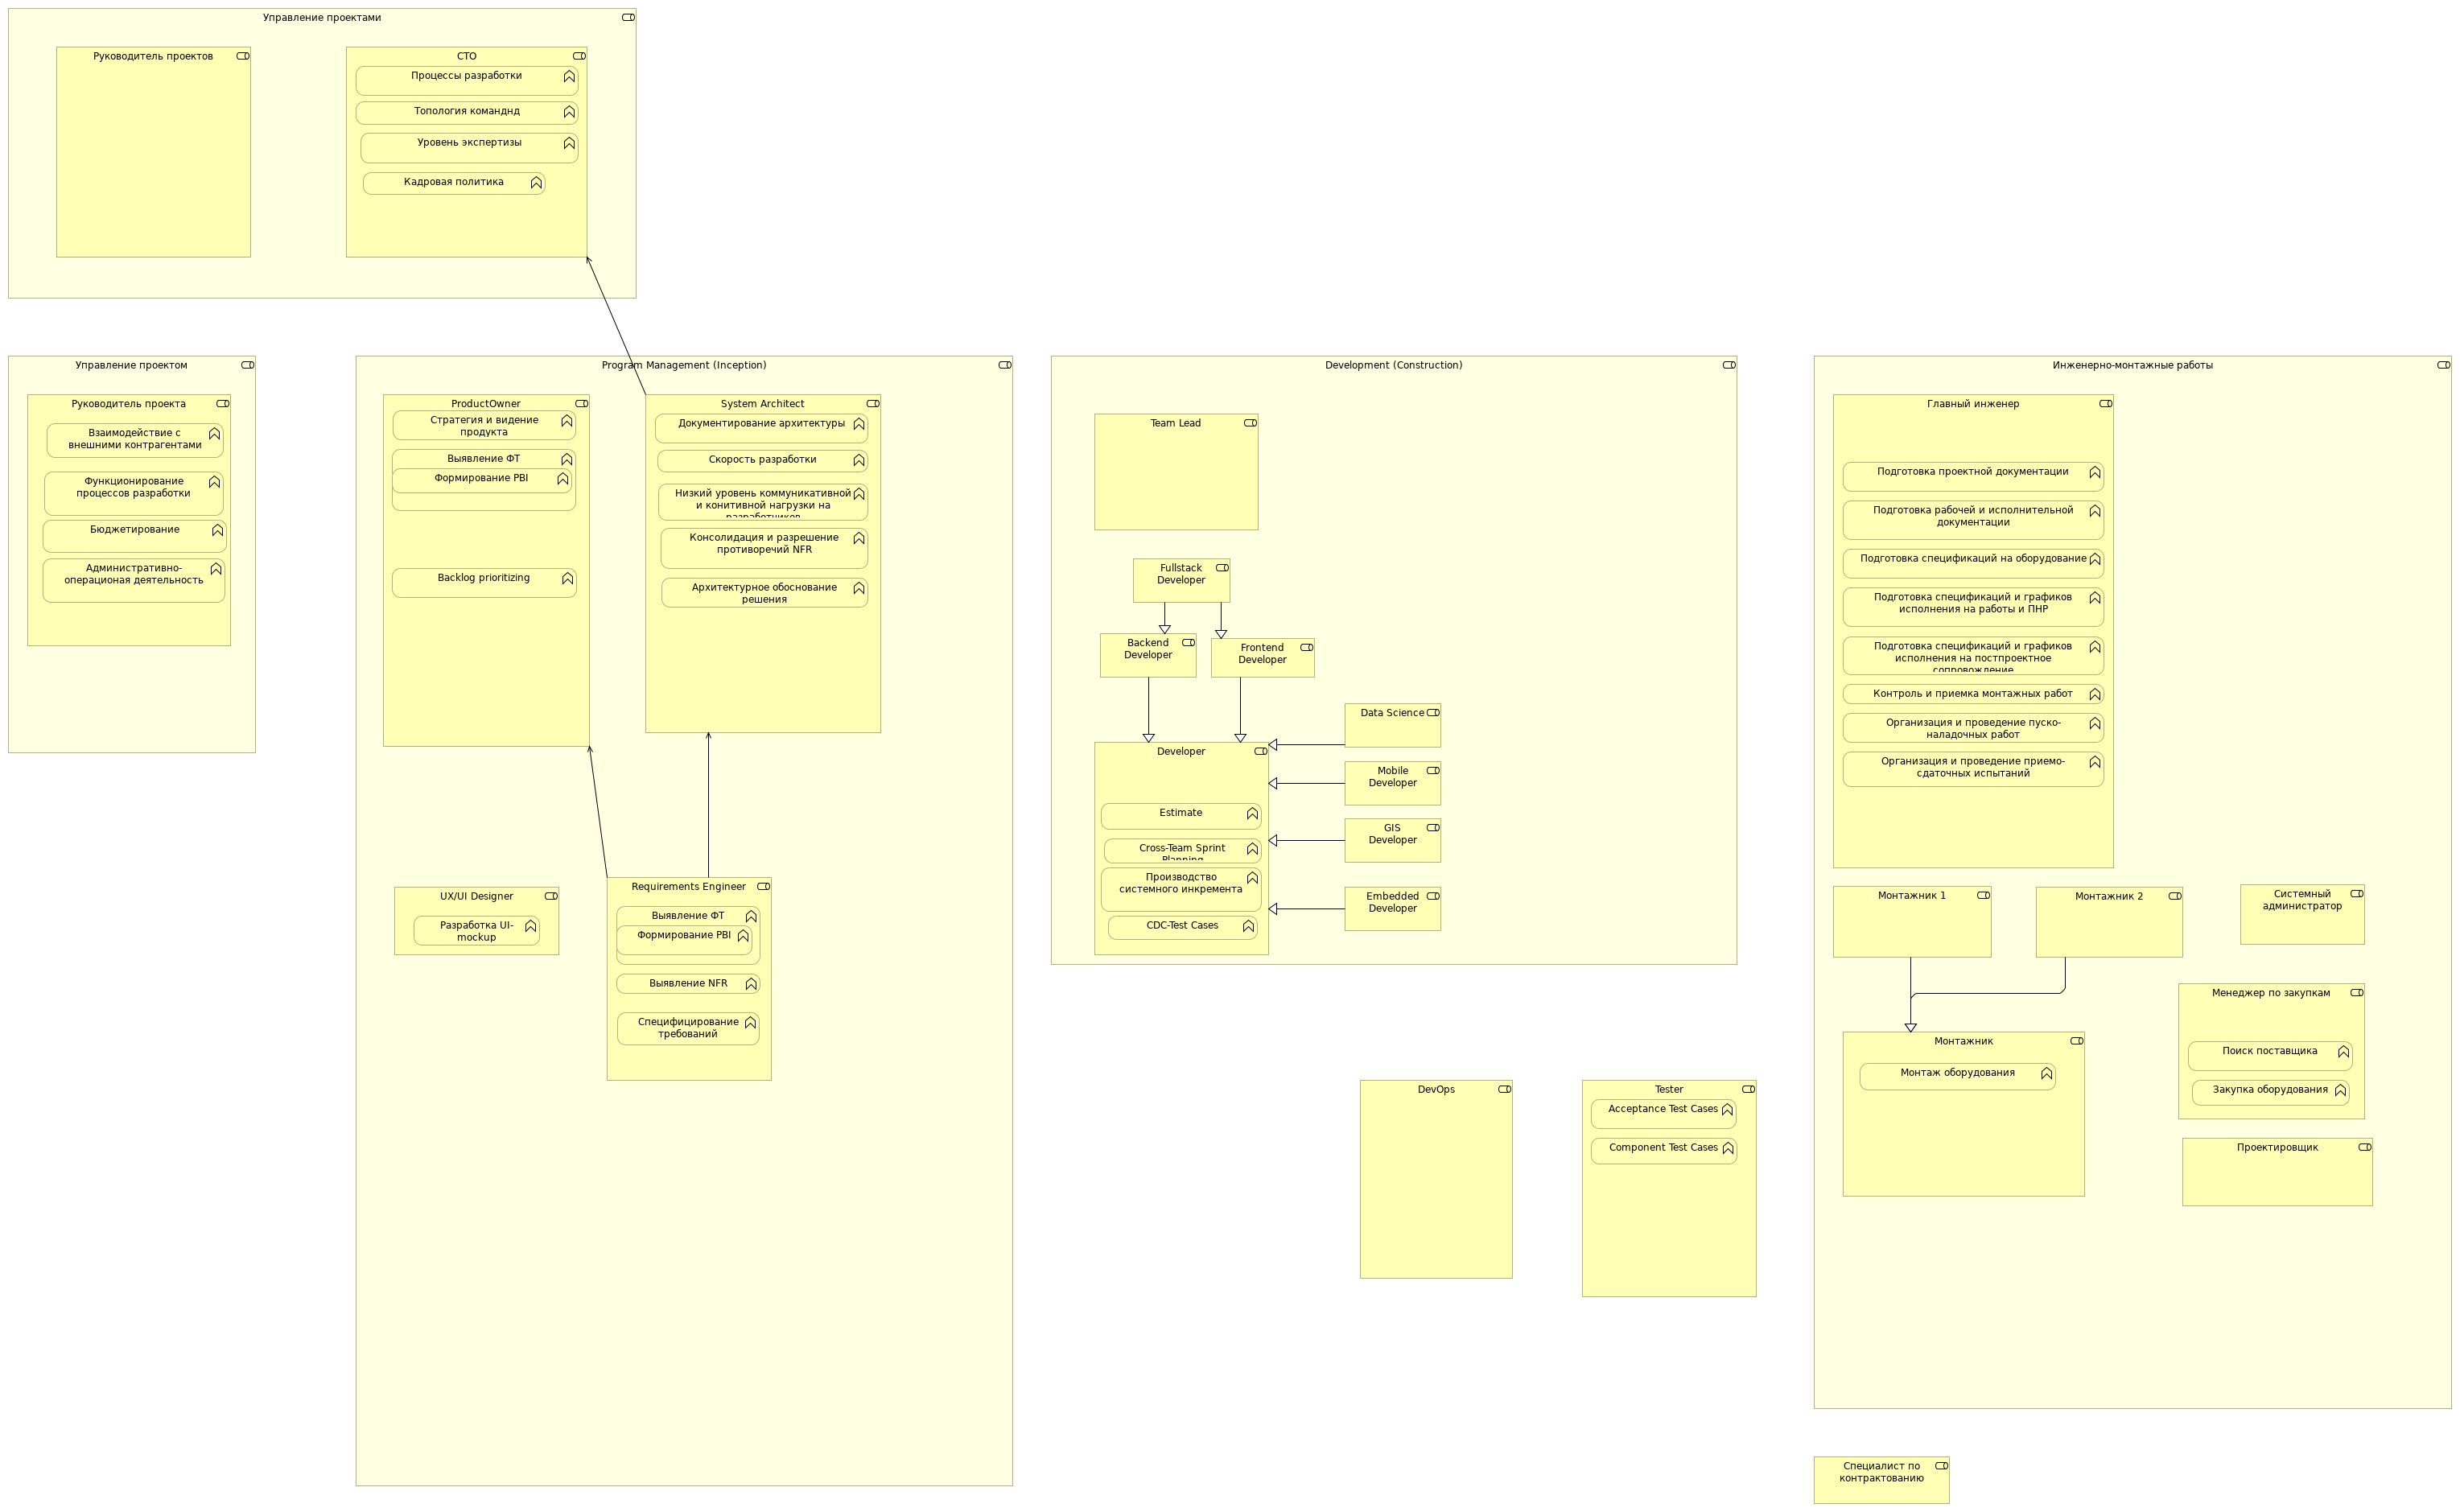 Управление проектами
Руководитель проектов
CTO
Процессы разработки
Топология команднд
Уровень экспертизы
Кадровая политика
Управление проектом
Руководитель проекта
Взаимодействие с
внешними контрагентами
Функционирование
процессов разработки
Бюджетирование
Административно-
операционая деятельность
Program Management (Inception)
ProductOwner
Стратегия и видение
продукта
Выявление ФТ
Формирование PBI
Backlog prioritizing
System Architect
Документирование архитектуры
Скорость разработки
Низкий уровень коммуникативной
и конитивной нагрузки на
разработчиков
Консолидация и разрешение
противоречий NFR
Архитектурное обоснование
решения
UX/UI Designer
Разработка UI-
mockup
Requirements Engineer
Выявление ФТ
Формирование PBI
Выявление NFR
Специфицирование
требований
Development (Construction)
Team Lead
Fullstack
Developer
Backend
Developer
Frontend
Developer
Data Science
Mobile
Developer
GIS
Developer
Embedded
Developer
Developer
Estimate
Cross-Team Sprint
Planning
Производство
системного инкремента
CDC-Test Cases
DevOps
Tester
Acceptance Test Cases
Component Test Cases
Инженерно-монтажные работы
Главный инженер
Подготовка проектной документации
Подготовка рабочей и исполнительной
документации
Подготовка спецификаций на оборудование
Подготовка спецификаций и графиков
исполнения на работы и ПНР
Подготовка спецификаций и графиков
исполнения на постпроектное
сопровождение
Контроль и приемка монтажных работ
Организация и проведение пуско-
наладочных работ
Организация и проведение приемо-
сдаточных испытаний
Монтажник 1
Монтажник 2
Системный
администратор
Менеджер по закупкам
Поиск поставщика
Закупка оборудования
Монтажник
Монтаж оборудования
Проектировщик
Специалист по
контрактованию